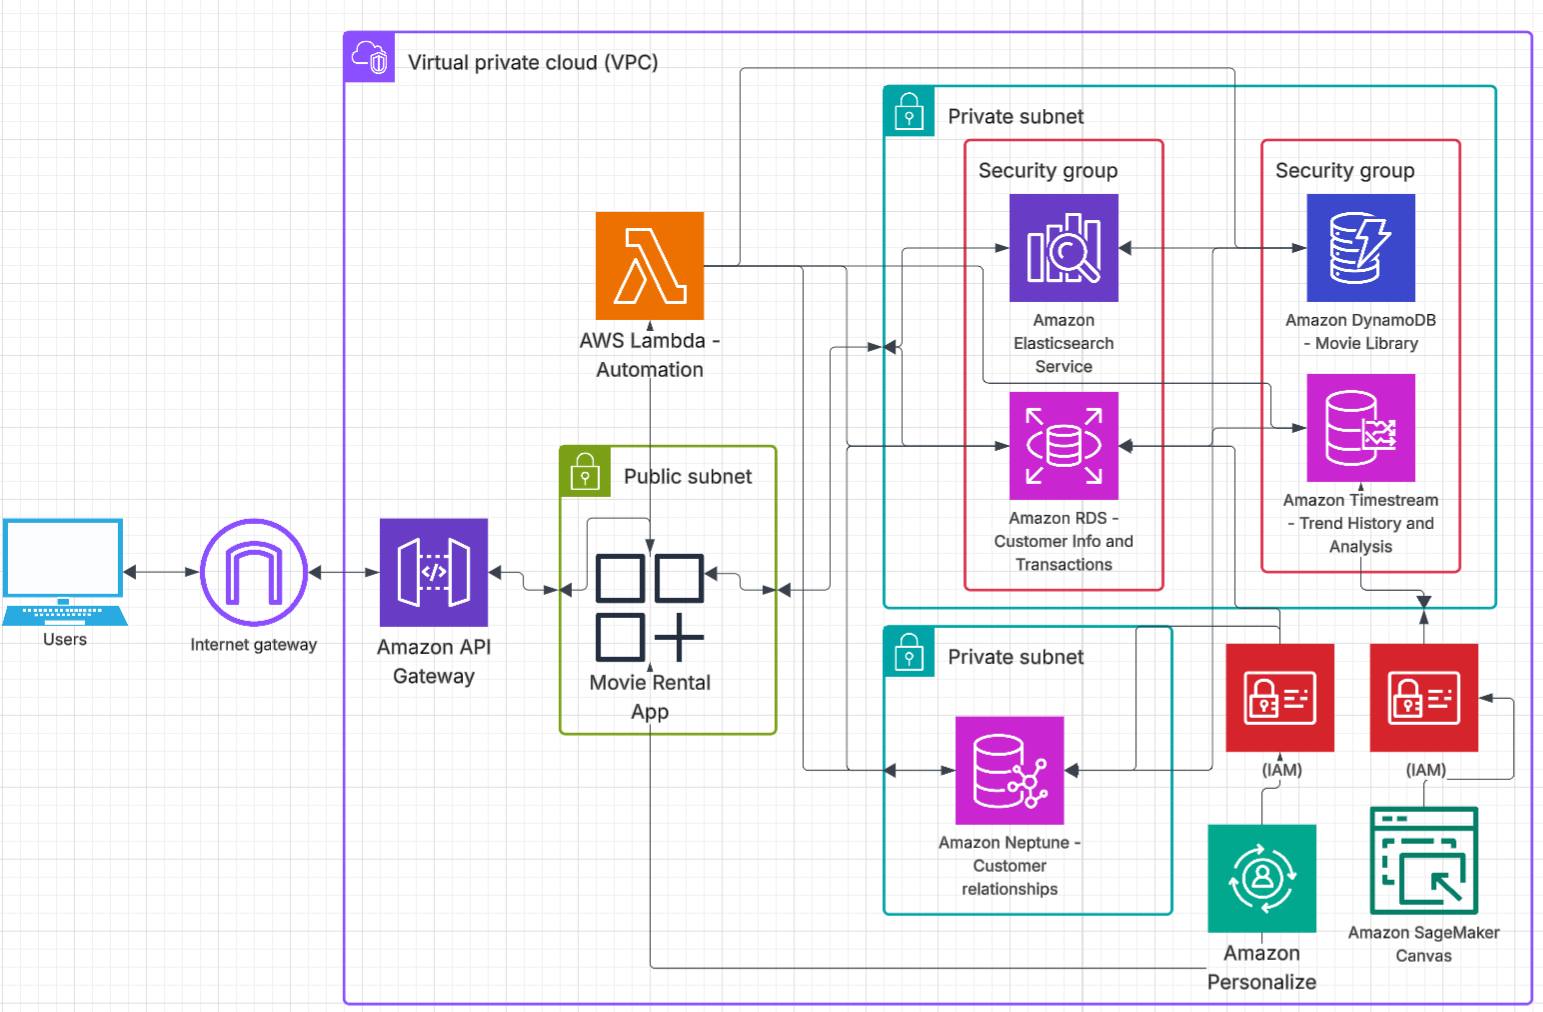 Virtual private cloud (VPC)
Private subnet
Security group
Security group
Amazon
Elasticsearch
Service
Amazon DynamoDB
- Movie Library
AWS Lambda -
Automation
Public subnet
Amazon RDS -
Customer Info and
Transactions
Amazon Timestream
- Trend History and
Analysis
</>
Users
Internet gateway
Amazon API
Gateway
Movie Rental
App
Private subnet
(IAM)
(IAM)
Amazon Neptune -
Customer
relationships
Amazon
Personalize
Amazon SageMaker
Canvas